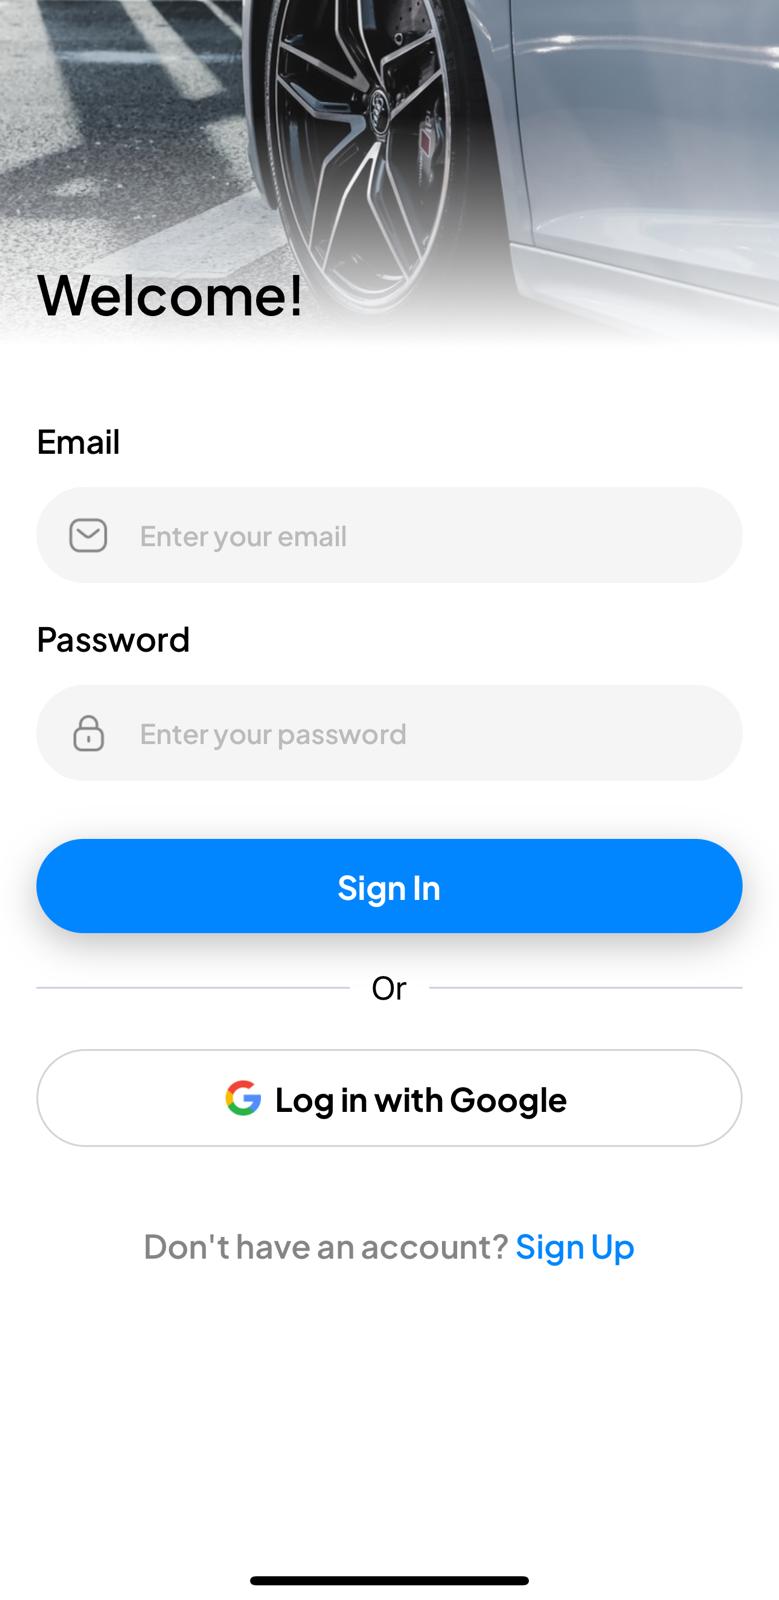 Welcome!
Email
Enter your email
Password
Enter your password
Sign In
Or
Log in with Google
Don't have an account? Sign Up